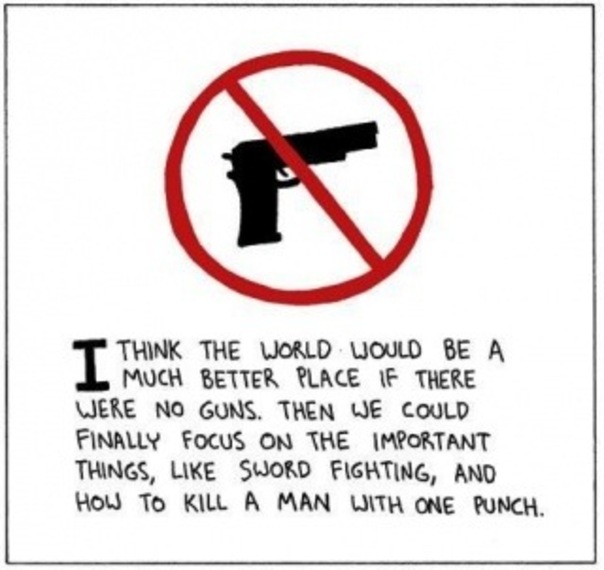 I THINK THE WORLD WOULD BE A
MUCH BETTER PLACE IF THERE
WERE NO GUNS. THEN WE COULD
FINALLY FOCUS ON THE IMPORTANT
THINGS, LIKE SWORD FIGHTING, AND
HOW TO KILL A MAN WITH ONE PUNCH.